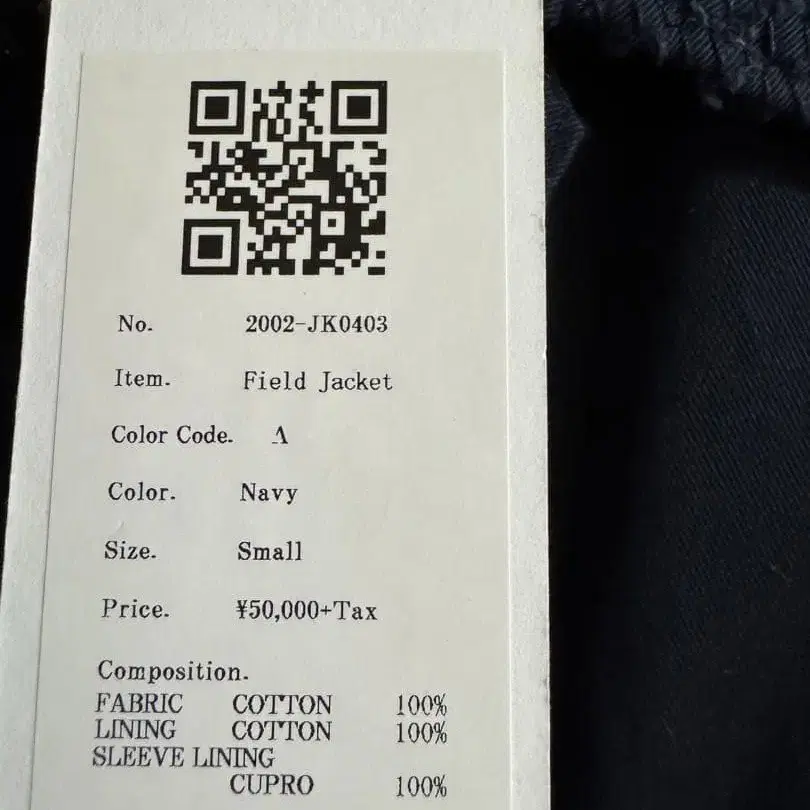 No. 2002-JK0403
Item. Field Jacket
Color Code. A
Color. Navy
Size. Small
Price. ¥50,000+Tax
Composition.
FABRIC COTTON 100%
LINING COTTON 100%
SLEEVE LINING
CUPRO 100%